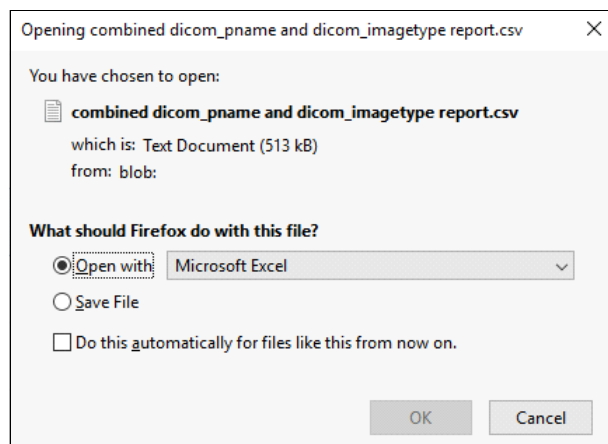 Opening combined dicom_pname and dicom_imagetype report.csv
You have chosen to open:
combined dicom_pname and dicom_imagetype report.csv
which is: Text Document (513 kB)
from: blob:
What should Firefox do with this file?
Open with Microsoft Excel
Save File
Do this automatically for files like this from now on.
OK Cancel